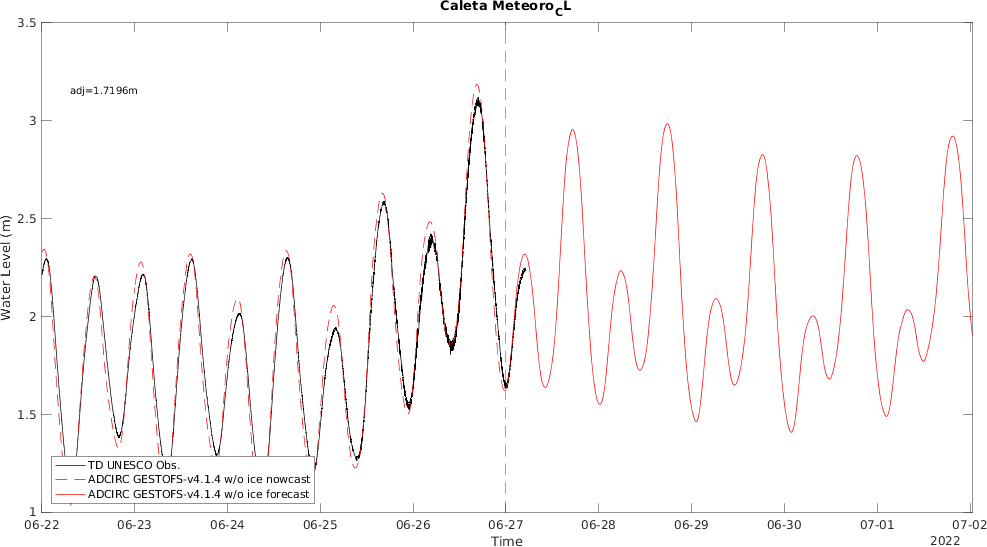 Caleta Meteoro_CL
3.5
3
2.5
2
1.5
1
Water Level (m)
adj=1.7196m
TD UNESCO Obs.
ADCIRC GESTOFS-v4.1.4 w/o ice nowcast
ADCIRC GESTOFS-v4.1.4 w/o ice forecast
06-22 06-23 06-24 06-25 06-26 06-27 06-28 06-29 06-30 07-01 07-02
Time
2022